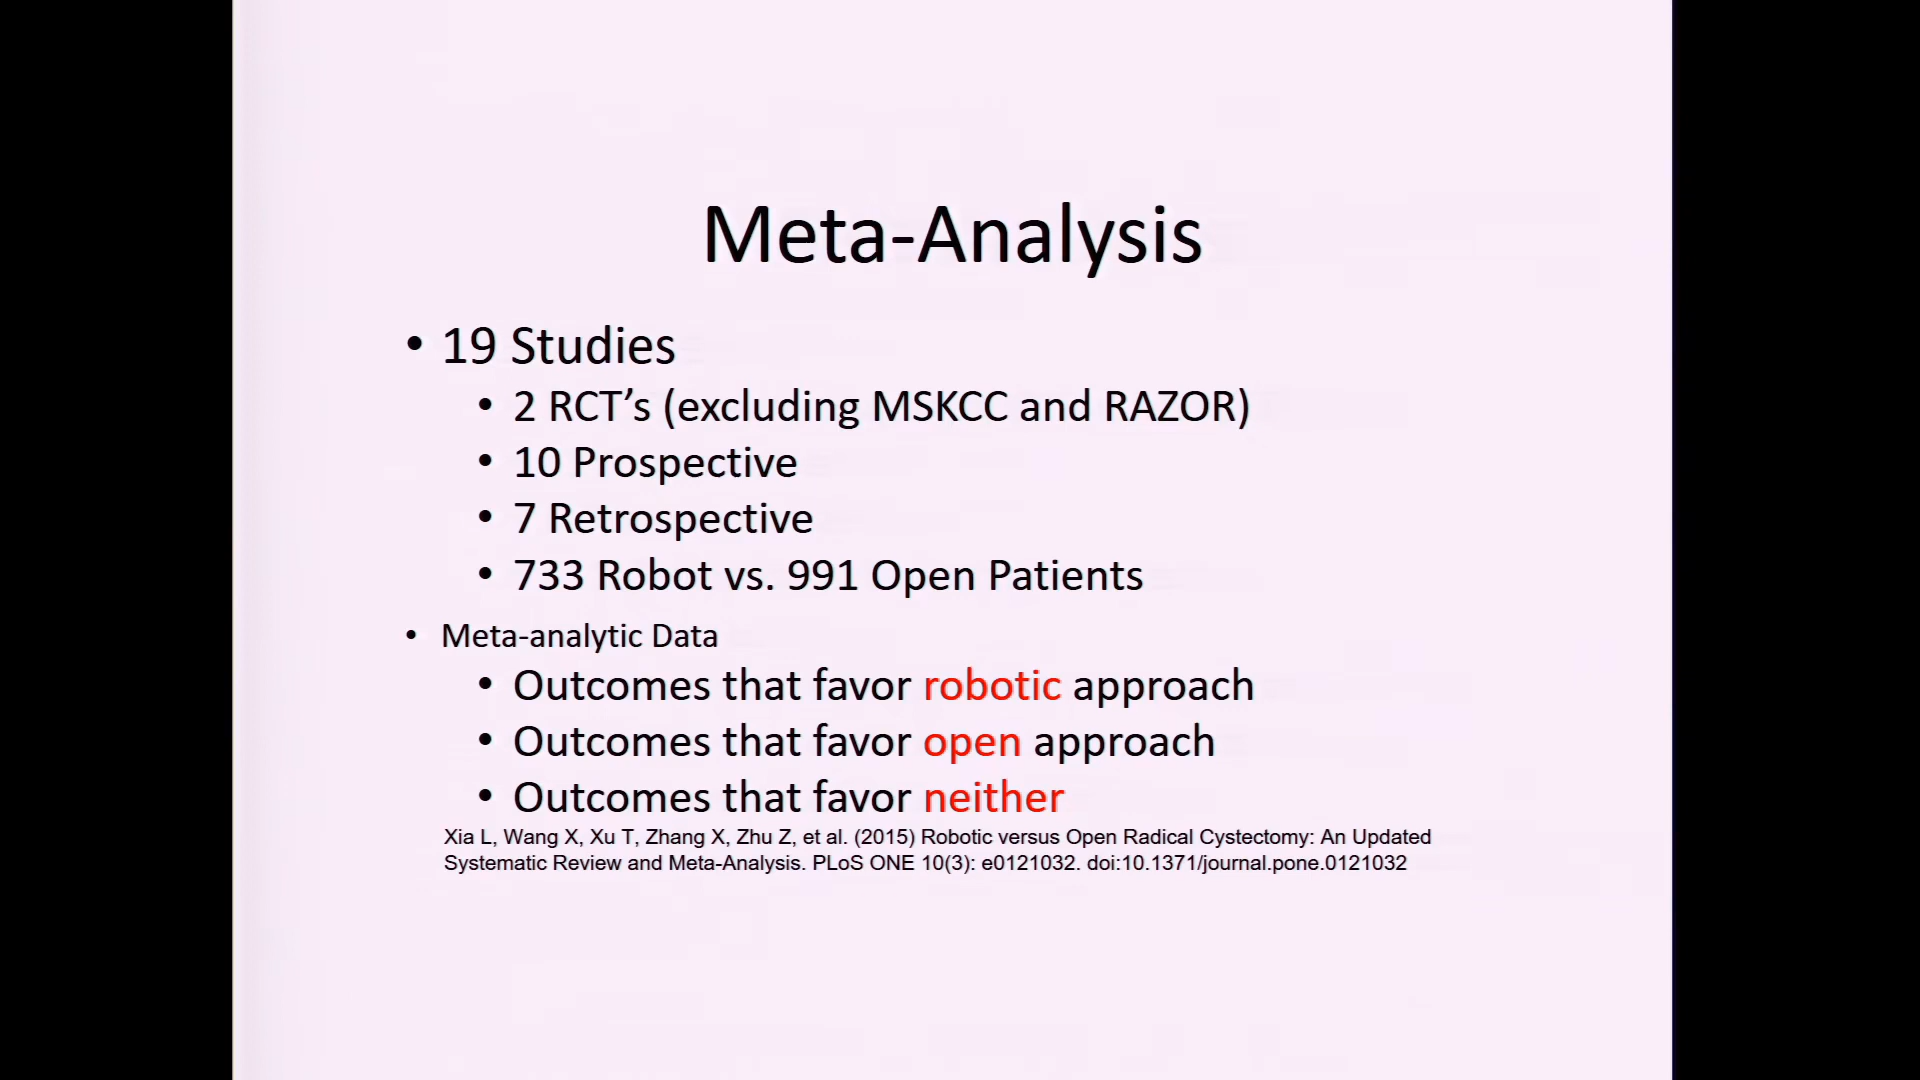 Meta-Analysis
• 19 Studies
• 2 RCT’s (excluding MSKCC and RAZOR)
• 10 Prospective
• 7 Retrospective
• 733 Robot vs. 991 Open Patients
• Meta-analytic Data
• Outcomes that favor robotic approach
• Outcomes that favor open approach
• Outcomes that favor neither
Xia L, Wang X, Xu T, Zhang X, Zhu Z, et al. (2015) Robotic versus Open Radical Cystectomy: An Updated
Systematic Review and Meta-Analysis. PLoS ONE 10(3): e0121032. doi:10.1371/journal.pone.0121032